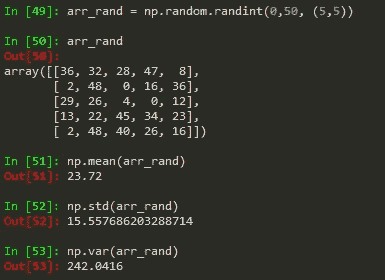 In [49]: arr_rand = np.random.randint(0,50, (5,5))
In [50]: arr_rand
Out[50]:
array([[36, 32, 28, 47,  8],
       [ 2, 48,  0, 16, 36],
       [29, 26,  4,  0, 12],
       [13, 22, 45, 34, 23],
       [ 2, 48, 40, 26, 16]])
In [51]: np.mean(arr_rand)
Out[51]: 23.72
In [52]: np.std(arr_rand)
Out[52]: 15.557686203288714
In [53]: np.var(arr_rand)
Out[53]: 242.0416